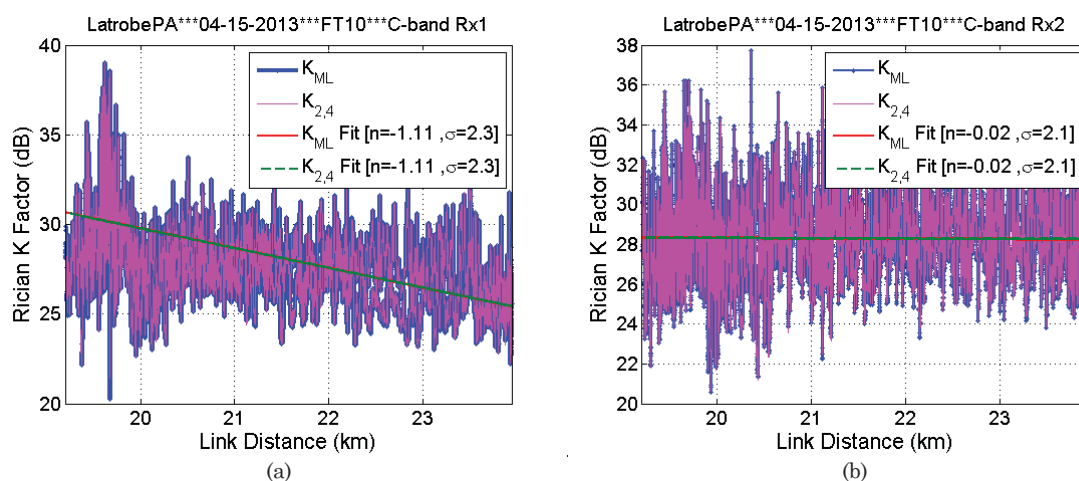 LatrobePA***04-15-2013***FT10***C-band Rx1
40
35
30
25
20
Rician K Factor (dB)
K_ML
K_2,4
K_ML Fit [n=-1.11 ,σ=2.3]
K_2,4 Fit [n=-1.11 ,σ=2.3]
20 21 22 23
Link Distance (km)
(a)
LatrobePA***04-15-2013***FT10***C-band Rx2
38
36
34
32
30
28
26
24
22
20
Rician K Factor (dB)
K_ML
K_2,4
K_ML Fit [n=-0.02 ,σ=2.1]
K_2,4 Fit [n=-0.02 ,σ=2.1]
20 21 22 23
Link Distance (km)
(b)